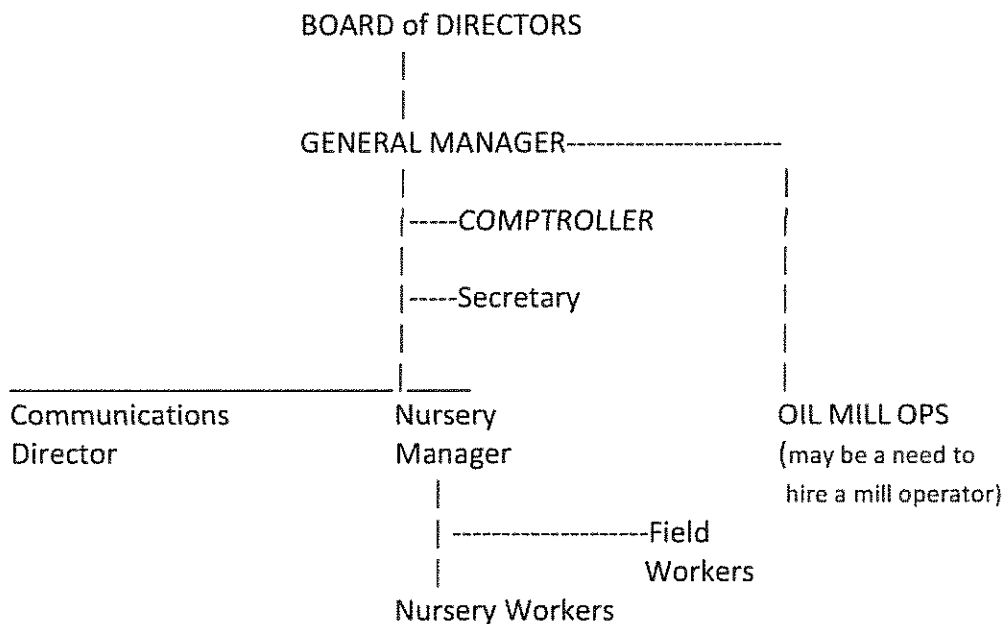 BOARD of DIRECTORS
GENERAL MANAGER
COMPTROLLER
Secretary
Communications
Director
Nursery
Manager
OIL MILL OPS
(may be a need to
hire a mill operator)
Field
Workers
Nursery Workers